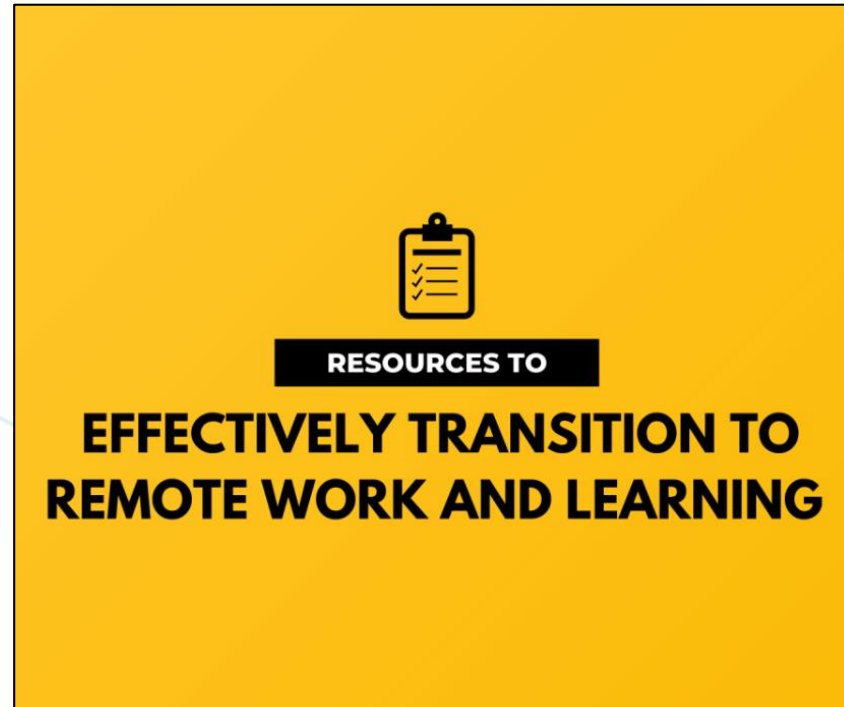 RESOURCES TO
EFFECTIVELY TRANSITION TO
REMOTE WORK AND LEARNING